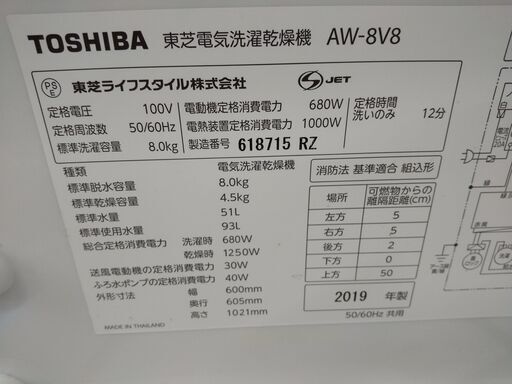 TOSHIBA 東芝電気洗濯乾燥機 AW-8V8
PS E 東芝ライフスタイル株式会社 S JET
定格電圧 100V
定格周波数 50/60Hz
標準洗濯容量 8.0kg
電動機定格消費電力 680W
電熱装置定格消費電力 1000W
製造番号 618715 RZ
定格時間
洗いのみ 12分
種類 電気洗濯乾燥機
標準脱水容量 8.0kg
標準乾燥容量 4.5kg
標準水量 51L
標準使用水量 93L
総合定格消費電力 洗濯時 680W
乾燥時 1250W
送風電動機の定格消費電力 30W
ふろ水ポンプの定格消費電力 40W
外形寸法 幅 600mm
奥行 605mm
高さ 1021mm
MADE IN THAILAND
消防法 基準適合 組込形
場所 可燃物からの離隔距離(cm)
左方 5
右方 5
後方 2
下方 0
上方 50
2019 年製
50/60Hz 共用
白
緑